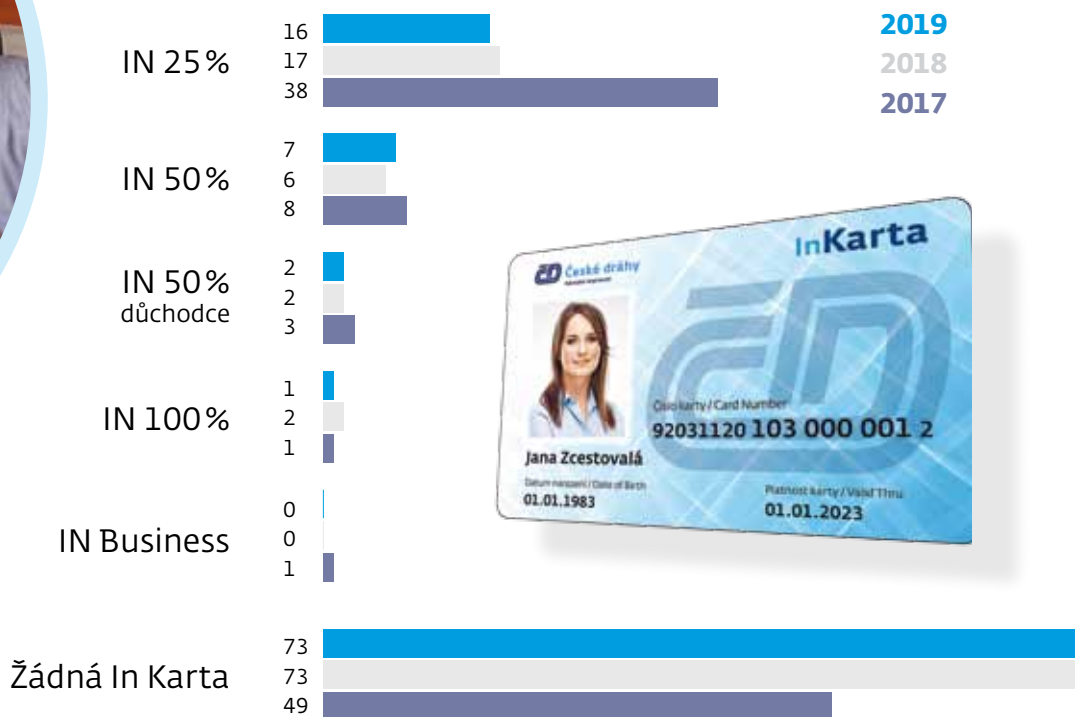 2019
2018
2017
IN 25%
16
17
38
IN 50%
7
6
8
IN 50%
důchodce
2
2
3
IN 100%
1
2
1
IN Business
0
0
1
Žádná In Karta
73
73
49
InKarta
ČD České dráhy
Číslo karty / Card Number
92031120 103 000 001 2
Jana Zcestovalá
Datum narození / Date of Birth
01.01.1983
Platnost karty / Valid Thru
01.01.2023
ČD